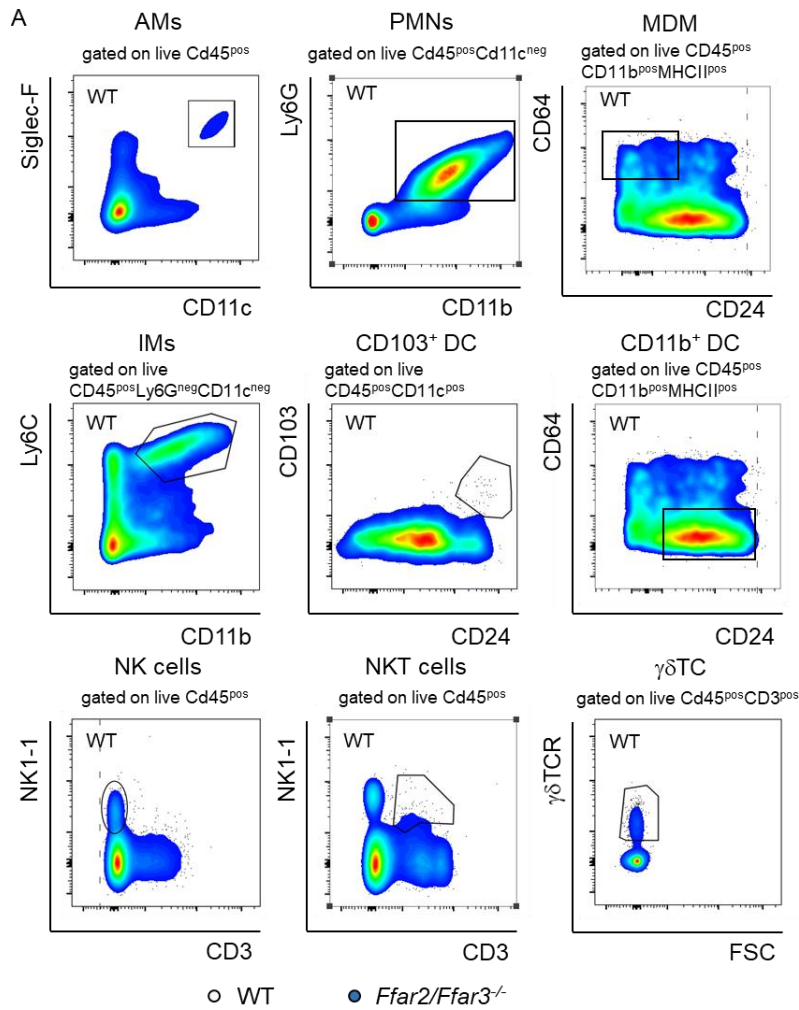 A
AMs
gated on live Cd45pos
Siglec-F
WT
CD11c
PMNs
gated on live Cd45posCd11cneg
Ly6G
WT
CD11b
MDM
gated on live CD45pos
CD11bposMHCIIpos
CD64
WT
CD24
IMs
gated on live
CD45posLy6GnegCD11cneg
Ly6C
WT
CD11b
CD103+ DC
gated on live
CD45posCD11cpos
CD103
WT
CD24
CD11b+ DC
gated on live CD45pos
CD11bposMHCIIpos
CD64
WT
CD24
NK cells
gated on live Cd45pos
NK1-1
WT
CD3
NKT cells
gated on live Cd45pos
NK1-1
WT
CD3
γδTC
gated on live Cd45posCD3pos
γδTCR
WT
FSC
WT
Ffar2/Ffar3-/-